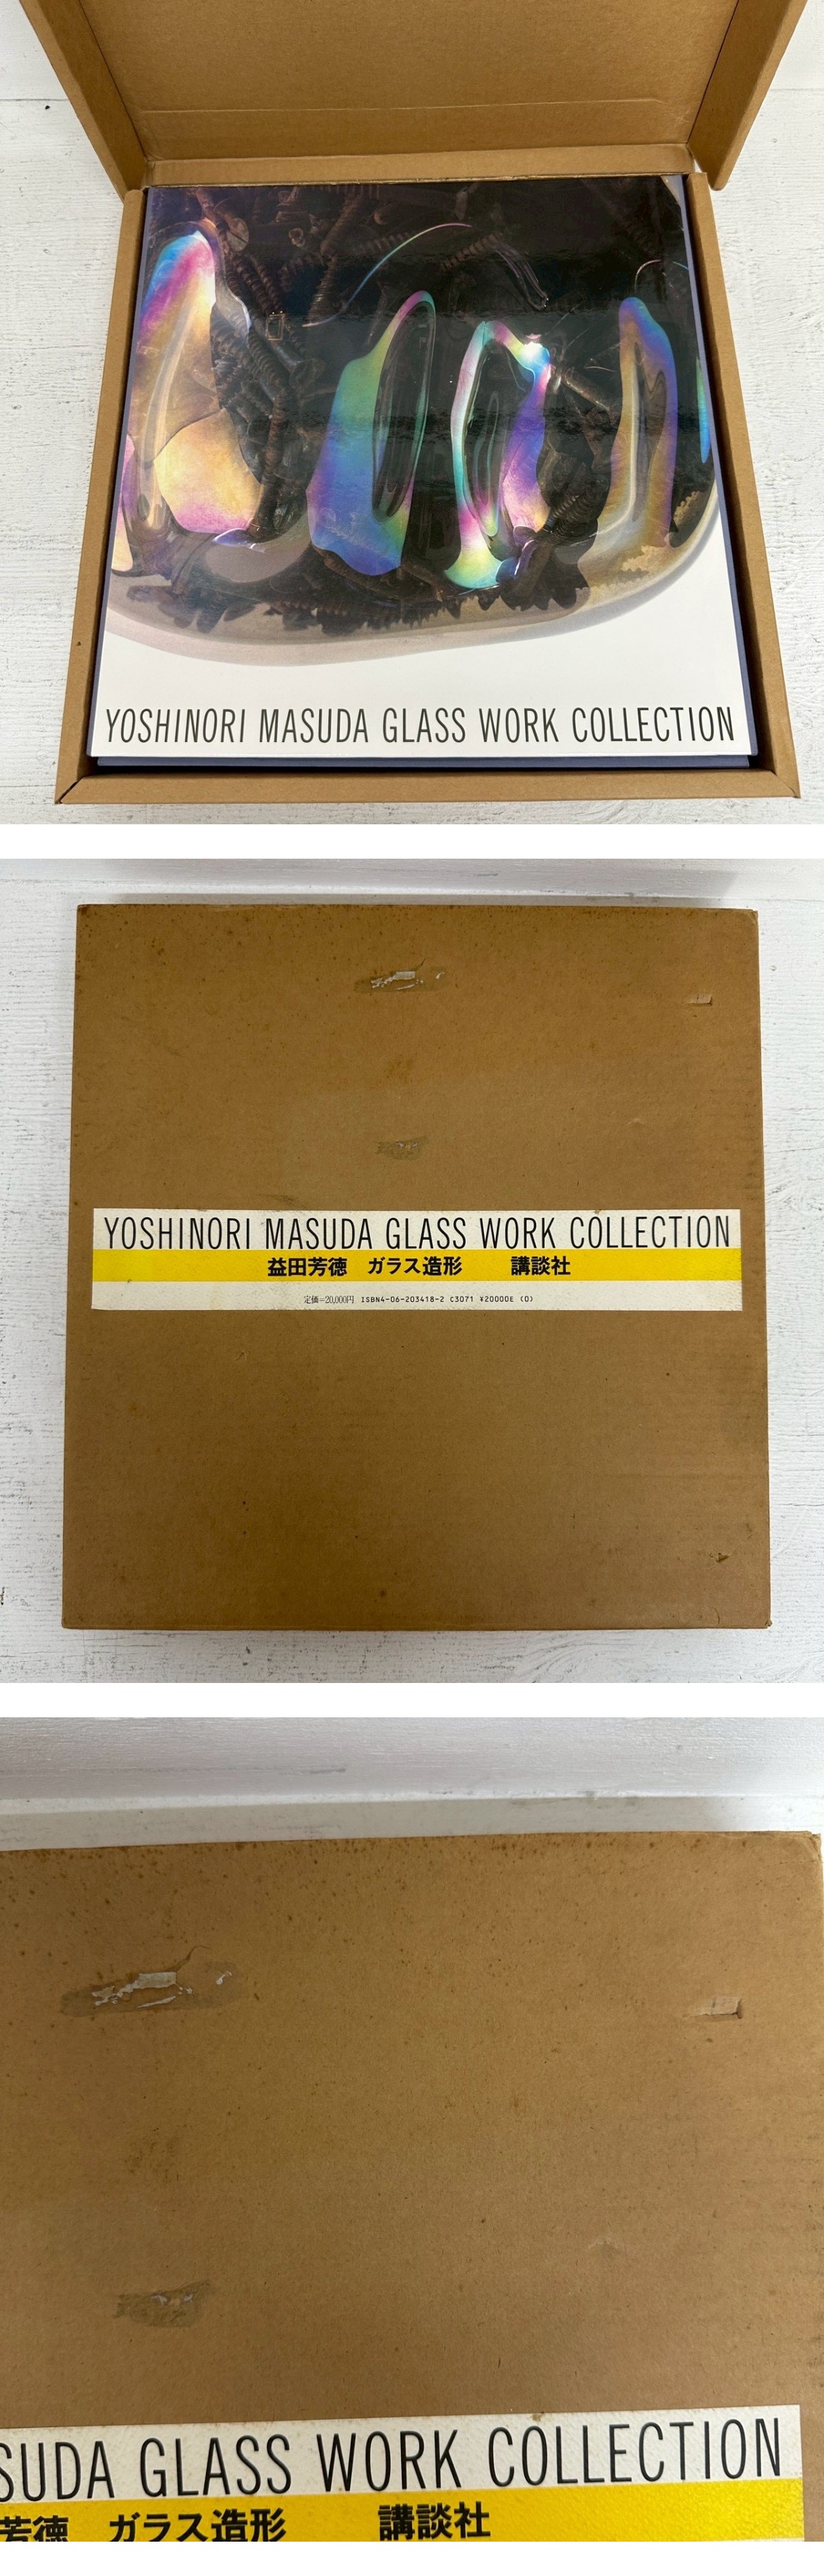 YOSHINORI MASUDA GLASS WORK COLLECTION
YOSHINORI MASUDA GLASS WORK COLLECTION
益田芳徳 ガラス造形 講談社
定価=20,000円 ISBN4-06-203418-2 C3071 ¥20000E (0)
SUDA GLASS WORK COLLECTION
芳徳 ガラス造形 講談社